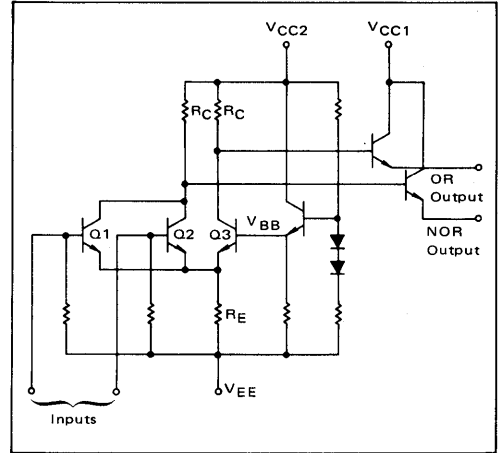 VCC2
VCC1
RC
RC
OR
Output
Q1
Q2
Q3
VBB
NOR
Output
RE
VEE
Inputs